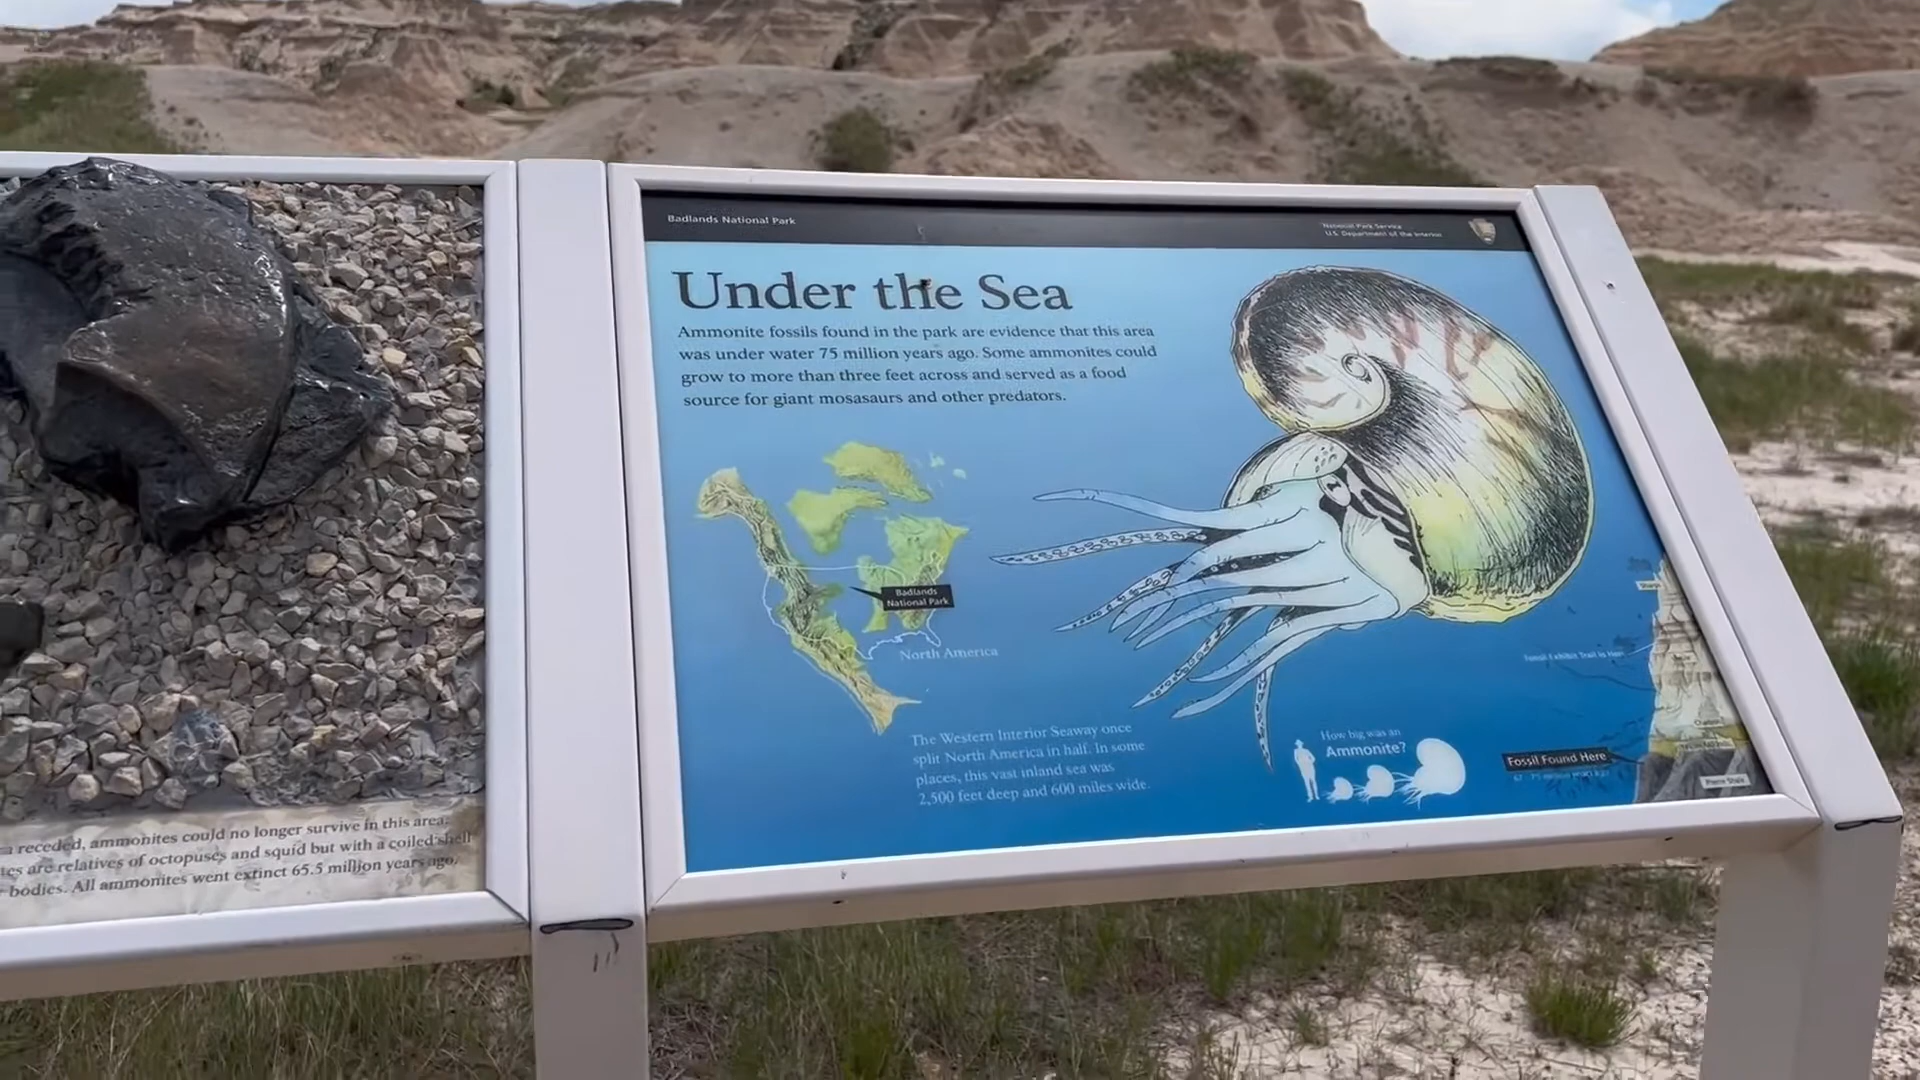 a receded, ammonites could no longer survive in this area.
tes are relatives of octopuses and squid but with a coiled shell
bodies. All ammonites went extinct 65.5 million years ago.
Badlands National Park
National Park Service
U.S. Department of the Interior
Under the Sea
Ammonite fossils found in the park are evidence that this area
was under water 75 million years ago. Some ammonites could
grow to more than three feet across and served as a food
source for giant mosasaurs and other predators.
Badlands
National Park
North America
The Western Interior Seaway once
split North America in half. In some
places, this vast inland sea was
2,500 feet deep and 600 miles wide.
How big was an
Ammonite?
Fossil Exhibit Trail is Here
Fossil Found Here
Pierre Shale